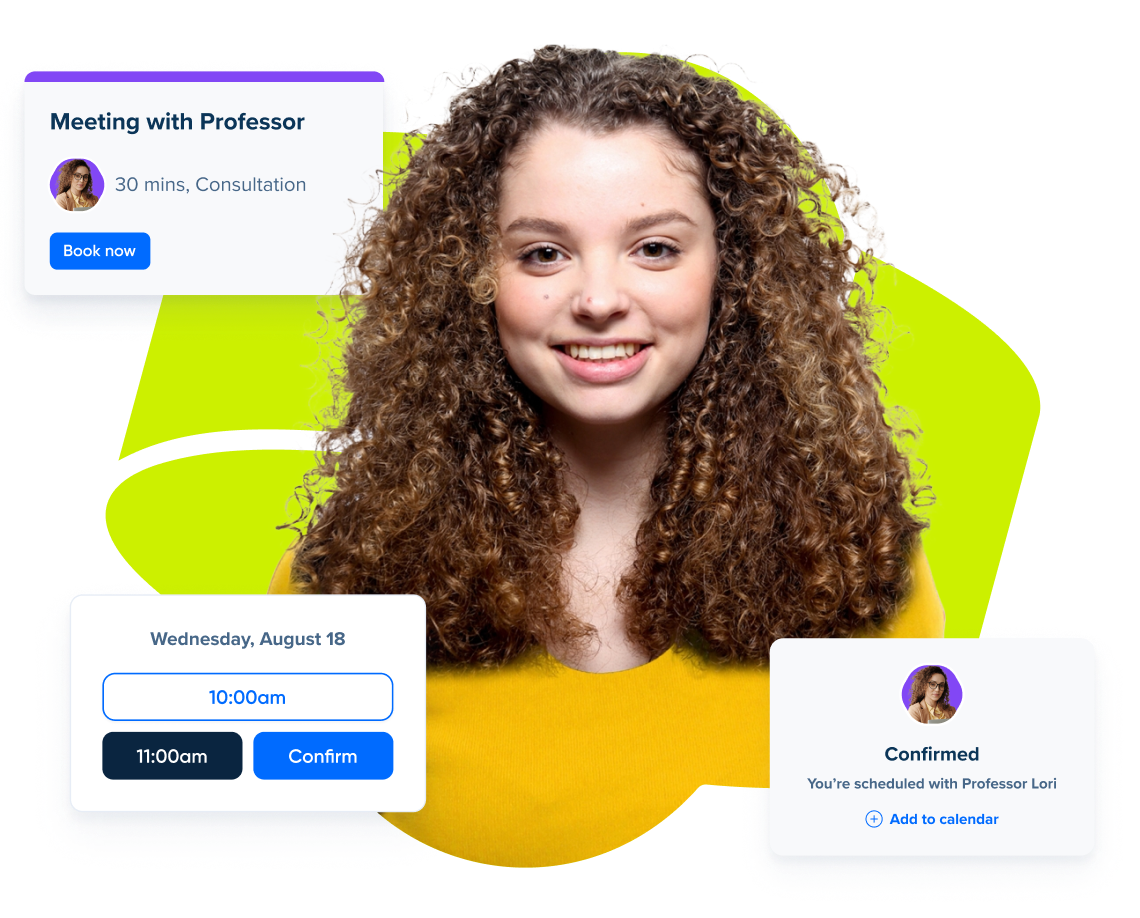 Meeting with Professor
30 mins, Consultation
Book now
Wednesday, August 18
10:00am
11:00am
Confirm
Confirmed
You’re scheduled with Professor Lori
Add to calendar